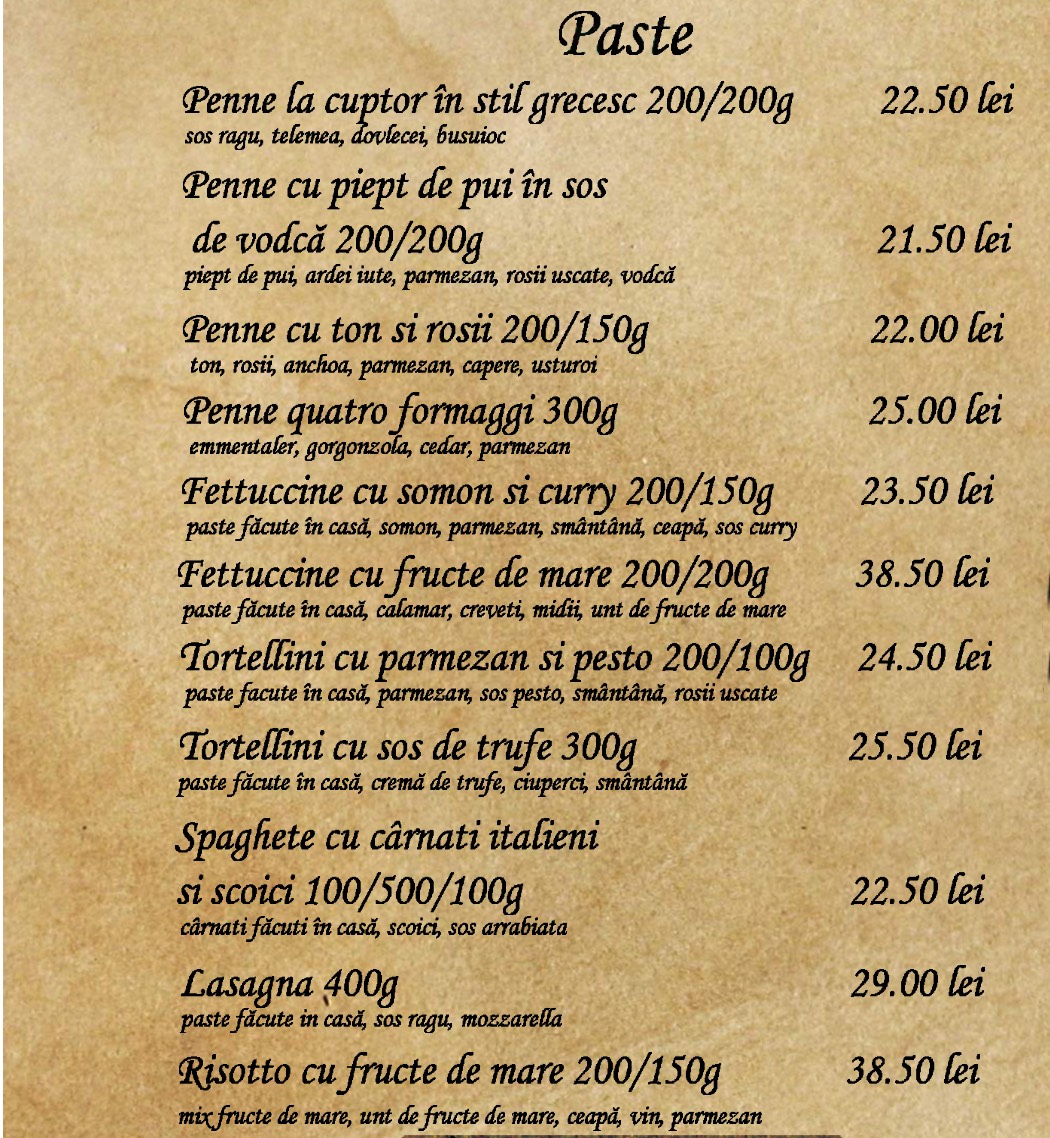 Paste
Penne la cuptor în stil grecesc 200/200g 22.50 lei
sos ragu, telemea, dovlecei, busuioc
Penne cu piept de pui în sos
de vodcă 200/200g 21.50 lei
piept de pui, ardei iute, parmezan, rosii uscate, vodcă
Penne cu ton si rosii 200/150g 22.00 lei
ton, rosii, anchoa, parmezan, capere, usturoi
Penne quatro formaggi 300g 25.00 lei
emmentaler, gorgonzola, cedar, parmezan
Fettuccine cu somon si curry 200/150g 23.50 lei
paste făcute în casă, somon, parmezan, smântână, ceapă, sos curry
Fettuccine cu fructe de mare 200/200g 38.50 lei
paste făcute în casă, calamar, creveti, midii, unt de fructe de mare
Tortellini cu parmezan si pesto 200/100g 24.50 lei
paste facute în casă, parmezan, sos pesto, smântână, rosii uscate
Tortellini cu sos de trufe 300g 25.50 lei
paste făcute în casă, cremă de trufe, ciuperci, smântână
Spaghete cu cârnati italieni
si scoici 100/500/100g 22.50 lei
cârnati făcuti în casă, scoici, sos arrabiata
Lasagna 400g 29.00 lei
paste făcute in casă, sos ragu, mozzarella
Risotto cu fructe de mare 200/150g 38.50 lei
mix fructe de mare, unt de fructe de mare, ceapă, vin, parmezan